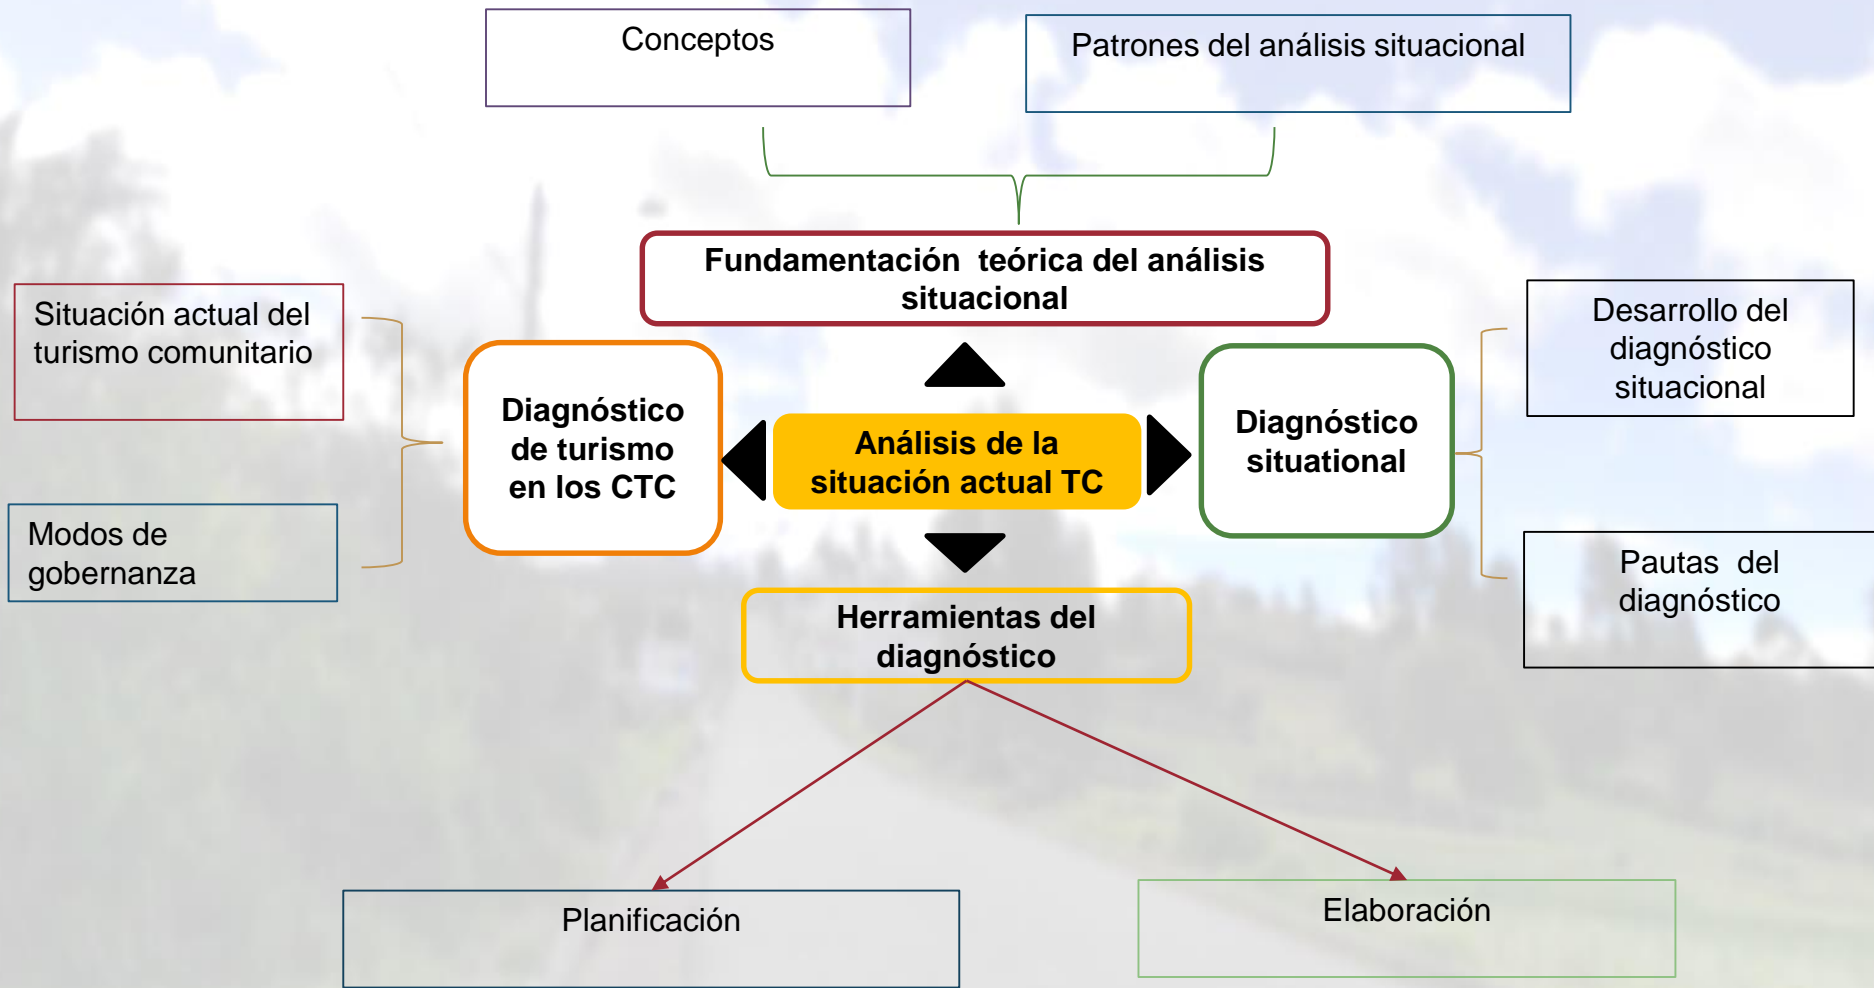 Conceptos
Patrones del análisis situacional
Fundamentación teórica del análisis
situacional
Situación actual del
turismo comunitario
Modos de
gobernanza
Diagnóstico
de turismo
en los CTC
Análisis de la
situación actual TC
Diagnóstico
situational
Desarrollo del
diagnóstico
situacional
Pautas del
diagnóstico
Herramientas del
diagnóstico
Planificación
Elaboración